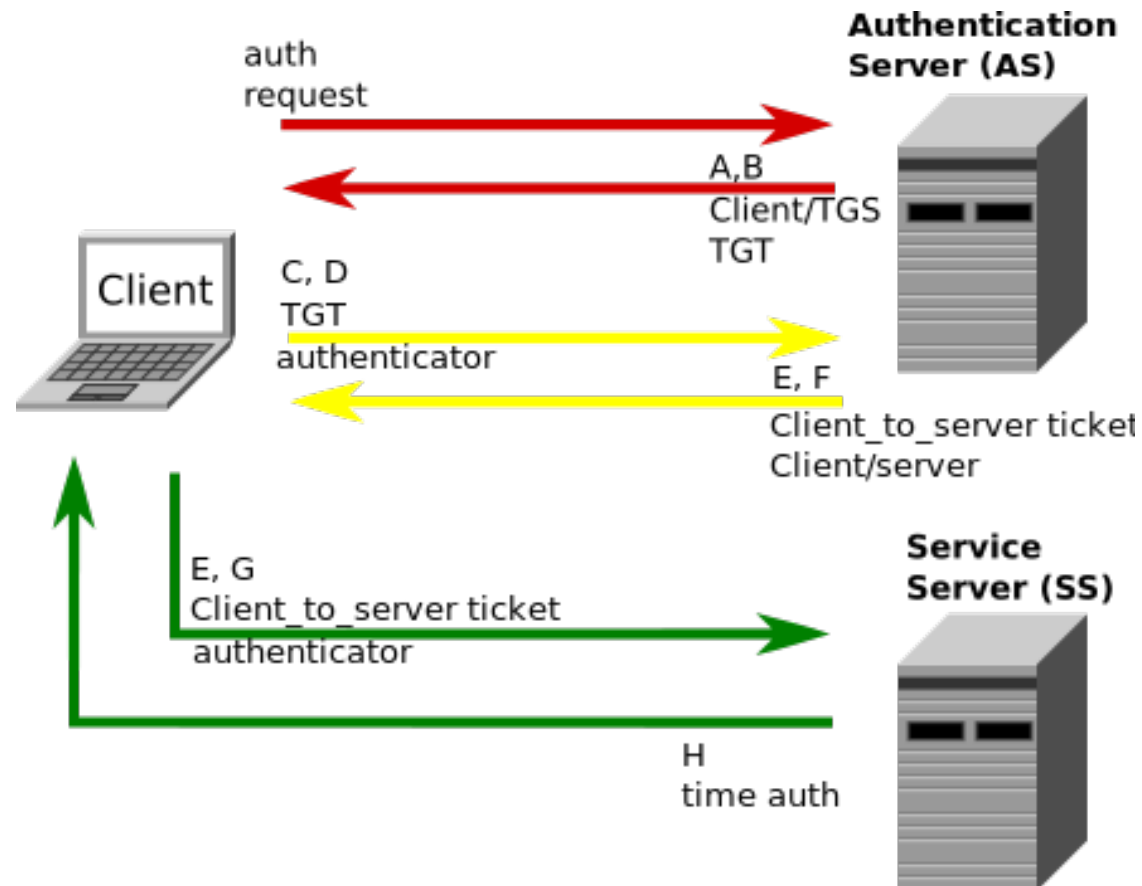 Authentication
Server (AS)
auth
request
A,B
Client/TGS
TGT
Client
C, D
TGT
authenticator
E, F
Client_to_server ticket
Client/server
Service
Server (SS)
E, G
Client_to_server ticket
authenticator
H
time auth